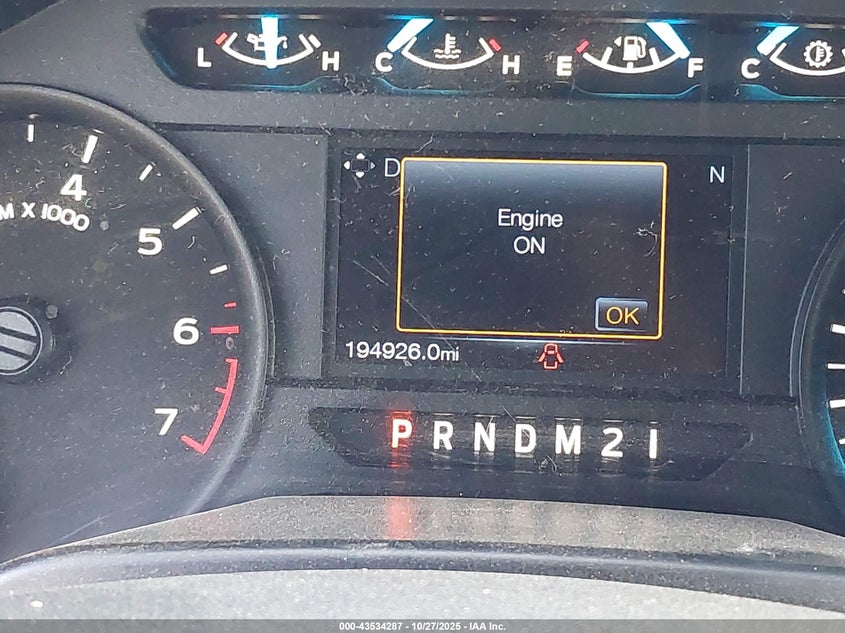 L H C H E F C
4
M X 1000
5
6
7
D N
Engine
ON
OK
194926.0mi
P R N D M 2 1
000-43534287 - 10/27/2025 - IAA Inc.